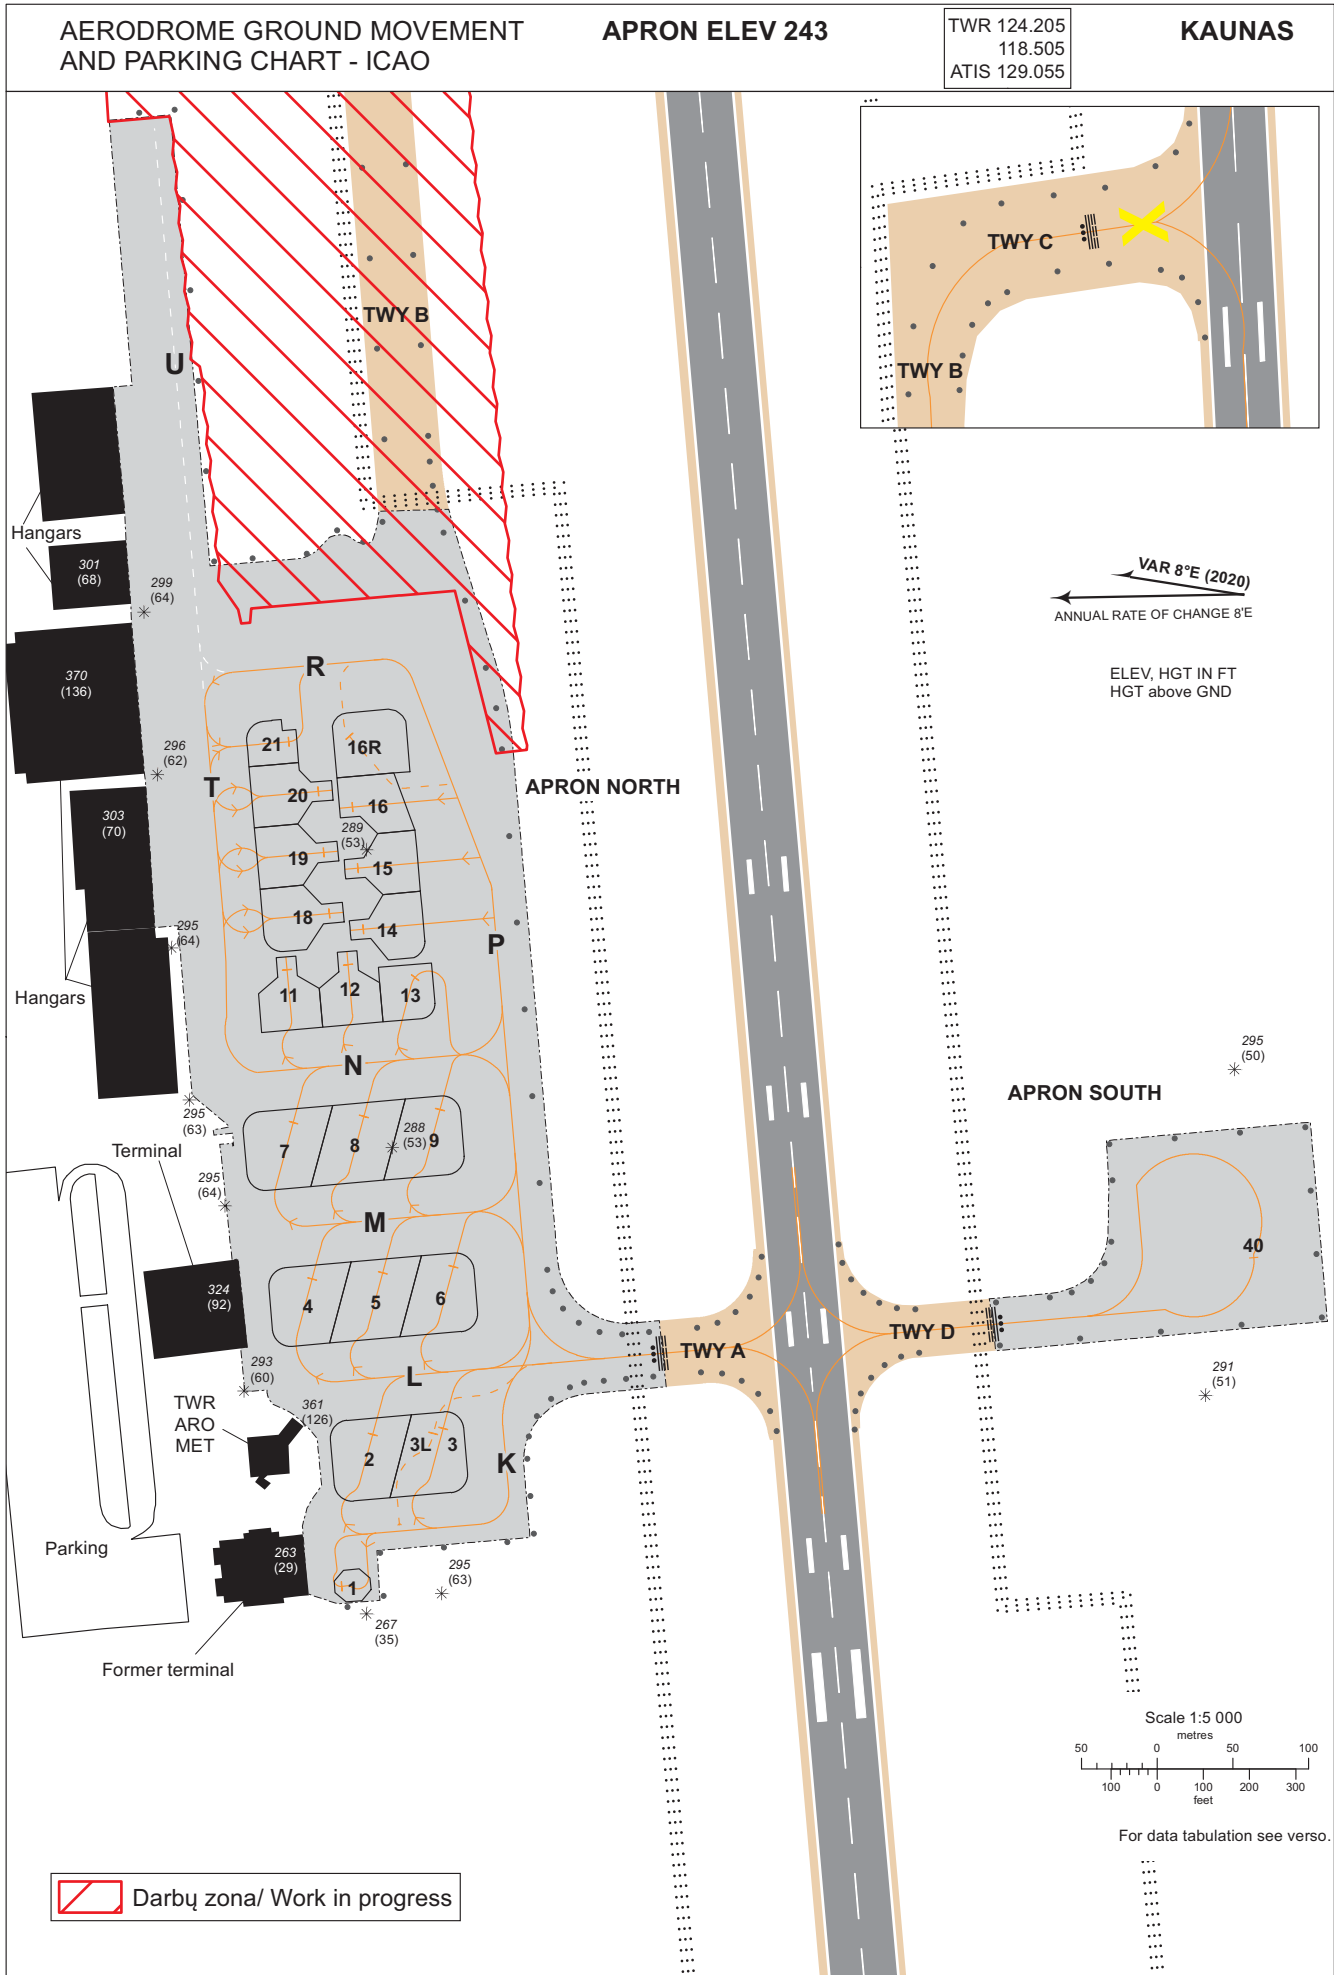 AERODROME GROUND MOVEMENT
AND PARKING CHART - ICAO
APRON ELEV 243
TWR 124.205
118.505
ATIS 129.055
KAUNAS
TWY C
TWY B
TWY B
U
Hangars
301
(68)
299
(64)
VAR 8°E (2020)
ANNUAL RATE OF CHANGE 8'E
ELEV, HGT IN FT
HGT above GND
370
(136)
R
21
16R
296
(62)
T
20
16
APRON NORTH
303
(70)
289
(53)
19
15
18
14
295
(64)
P
Hangars
11
12
13
N
295
(50)
APRON SOUTH
295
(63)
Terminal
7
8
288
(53)
9
295
(64)
M
40
324
(92)
4
5
6
TWY A
TWY D
293
(60)
L
291
(51)
TWR
ARO
MET
361
(126)
2
3L
3
K
Parking
263
(29)
1
295
(63)
267
(35)
Former terminal
Scale 1:5 000
metres
50 0 50 100
100 0 100 200 300
feet
For data tabulation see verso.
Darbų zona/ Work in progress